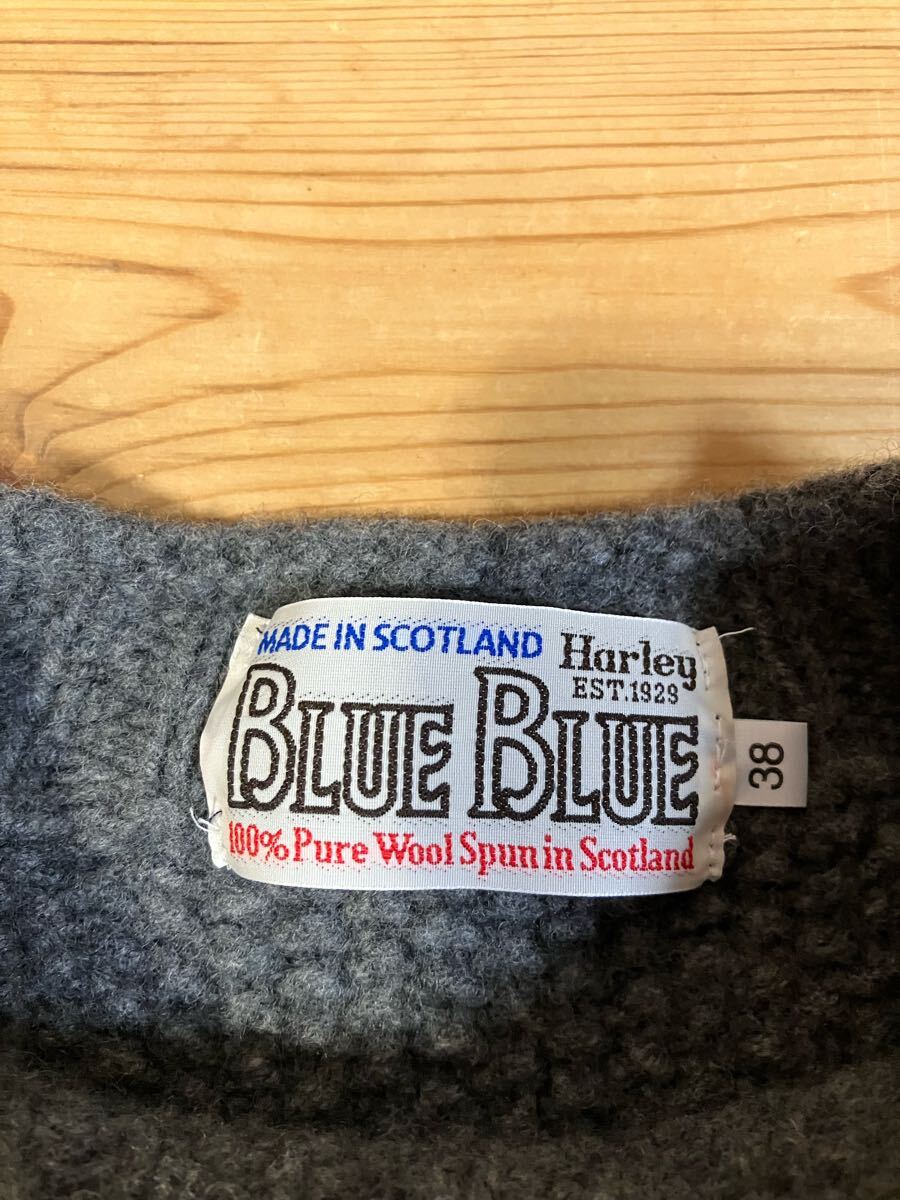 MADE IN SCOTLAND Harley
EST.1929
BLUE BLUE
100% Pure Wool Spun in Scotland
38